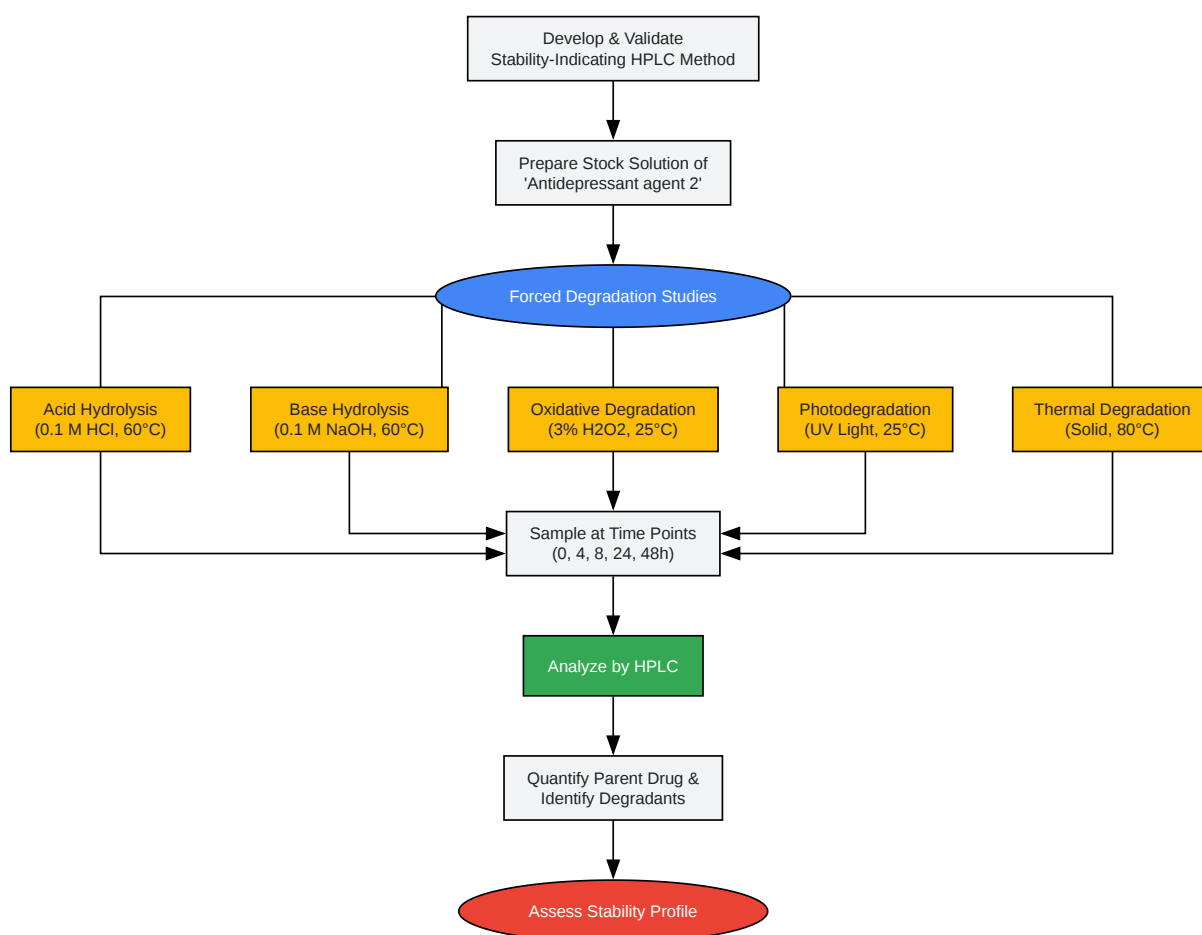 Develop & Validate
Stability-Indicating HPLC Method
Prepare Stock Solution of
'Antidepressant agent 2'
Forced Degradation Studies
Acid Hydrolysis
(0.1 M HCl, 60°C)
Base Hydrolysis
(0.1 M NaOH, 60°C)
Oxidative Degradation
(3% H2O2, 25°C)
Photodegradation
(UV Light, 25°C)
Thermal Degradation
(Solid, 80°C)
Sample at Time Points
(0, 4, 8, 24, 48h)
Analyze by HPLC
Quantify Parent Drug &
Identify Degradants
Assess Stability Profile